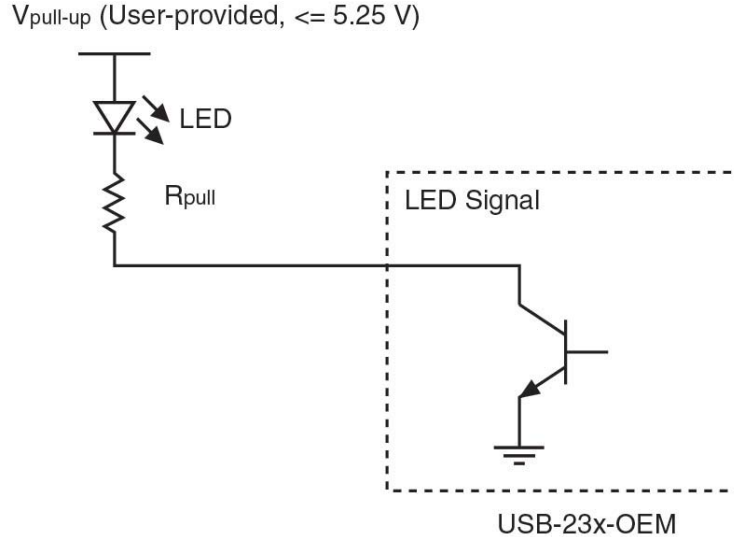 Vpull-up (User-provided, <= 5.25 V)
LED
Rpull
LED Signal
USB-23x-OEM